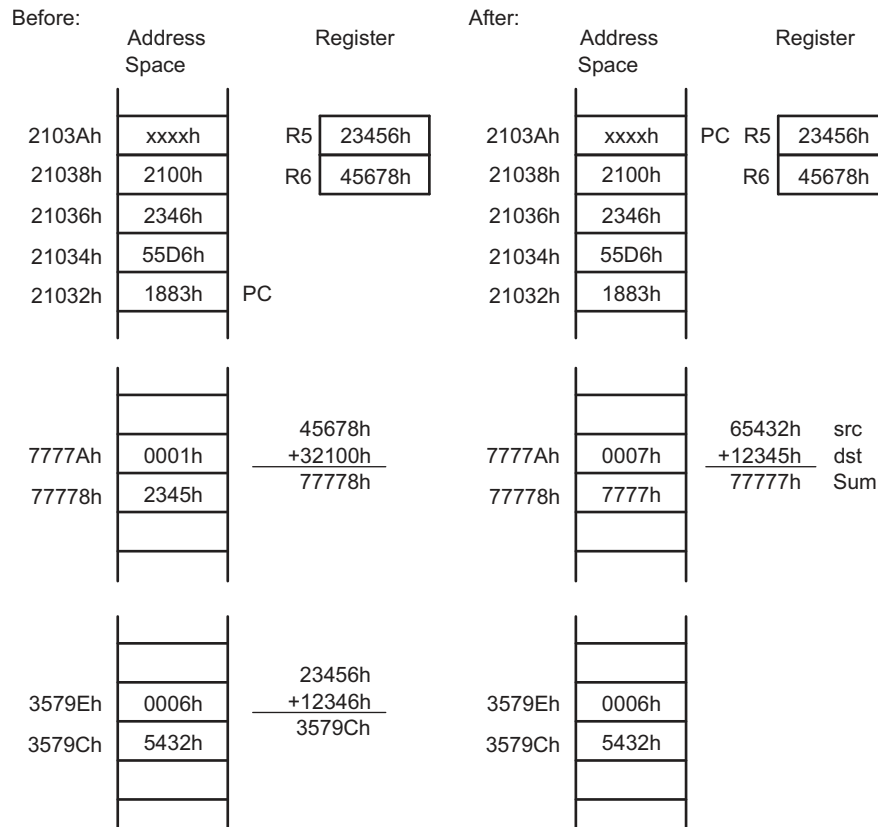 Before:
Address Space
Register
2103Ah xxxxh R5 23456h
21038h 2100h R6 45678h
21036h 2346h
21034h 55D6h
21032h 1883h PC
45678h
7777Ah 0001h +32100h
77778h 2345h 77778h
23456h
3579Eh 0006h +12346h
3579Ch 5432h 3579Ch
After:
Address Space
Register
2103Ah xxxxh PC R5 23456h
21038h 2100h R6 45678h
21036h 2346h
21034h 55D6h
21032h 1883h
65432h src
7777Ah 0007h +12345h dst
77778h 7777h 77777h Sum
3579Eh 0006h
3579Ch 5432h